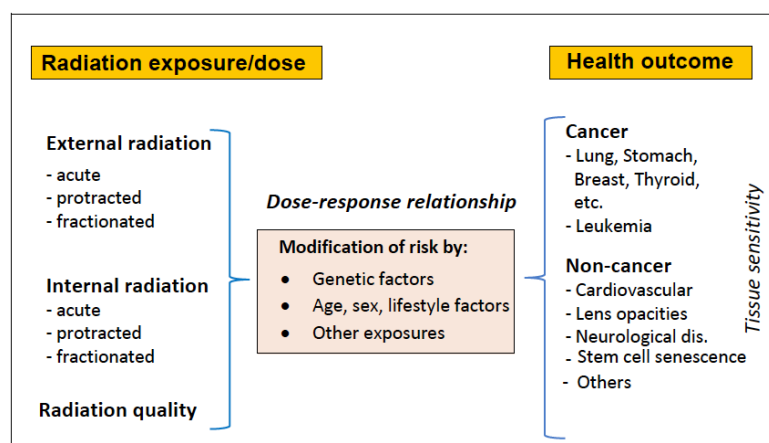 Radiation exposure/dose
External radiation
- acute
- protracted
- fractionated
Internal radiation
- acute
- protracted
- fractionated
Radiation quality
Dose-response relationship
Modification of risk by:
● Genetic factors
● Age, sex, lifestyle factors
● Other exposures
Health outcome
Cancer
- Lung, Stomach,
Breast, Thyroid,
etc.
- Leukemia
Non-cancer
- Cardiovascular
- Lens opacities
- Neurological dis.
- Stem cell senescence
- Others
Tissue sensitivity